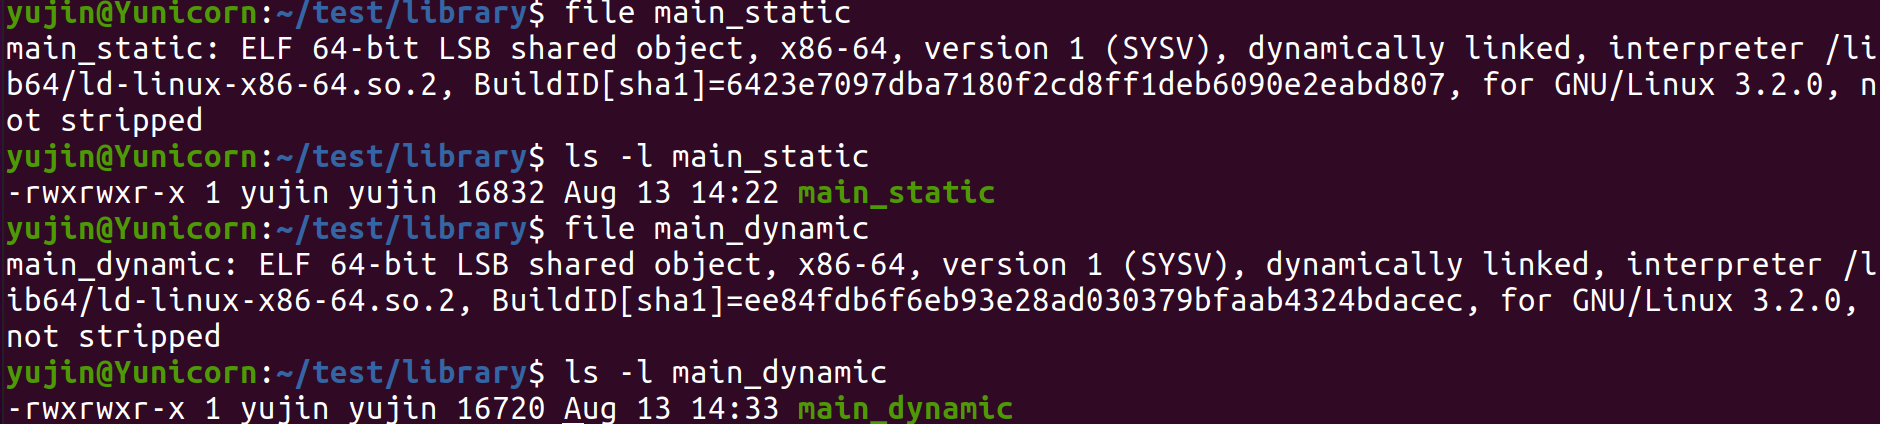 yujin@Yunicorn:~/test/library$ file main_static
main_static: ELF 64-bit LSB shared object, x86-64, version 1 (SYSV), dynamically linked, interpreter /li
b64/ld-linux-x86-64.so.2, BuildID[sha1]=6423e7097dba7180f2cd8ff1deb6090e2eabd807, for GNU/Linux 3.2.0, n
ot stripped
yujin@Yunicorn:~/test/library$ ls -l main_static
-rwxrwxr-x 1 yujin yujin 16832 Aug 13 14:22 main_static
yujin@Yunicorn:~/test/library$ file main_dynamic
main_dynamic: ELF 64-bit LSB shared object, x86-64, version 1 (SYSV), dynamically linked, interpreter /l
ib64/ld-linux-x86-64.so.2, BuildID[sha1]=ee84fdb6f6eb93e28ad030379bfaab4324bdacec, for GNU/Linux 3.2.0,
not stripped
yujin@Yunicorn:~/test/library$ ls -l main_dynamic
-rwxrwxr-x 1 yujin yujin 16720 Aug 13 14:33 main_dynamic